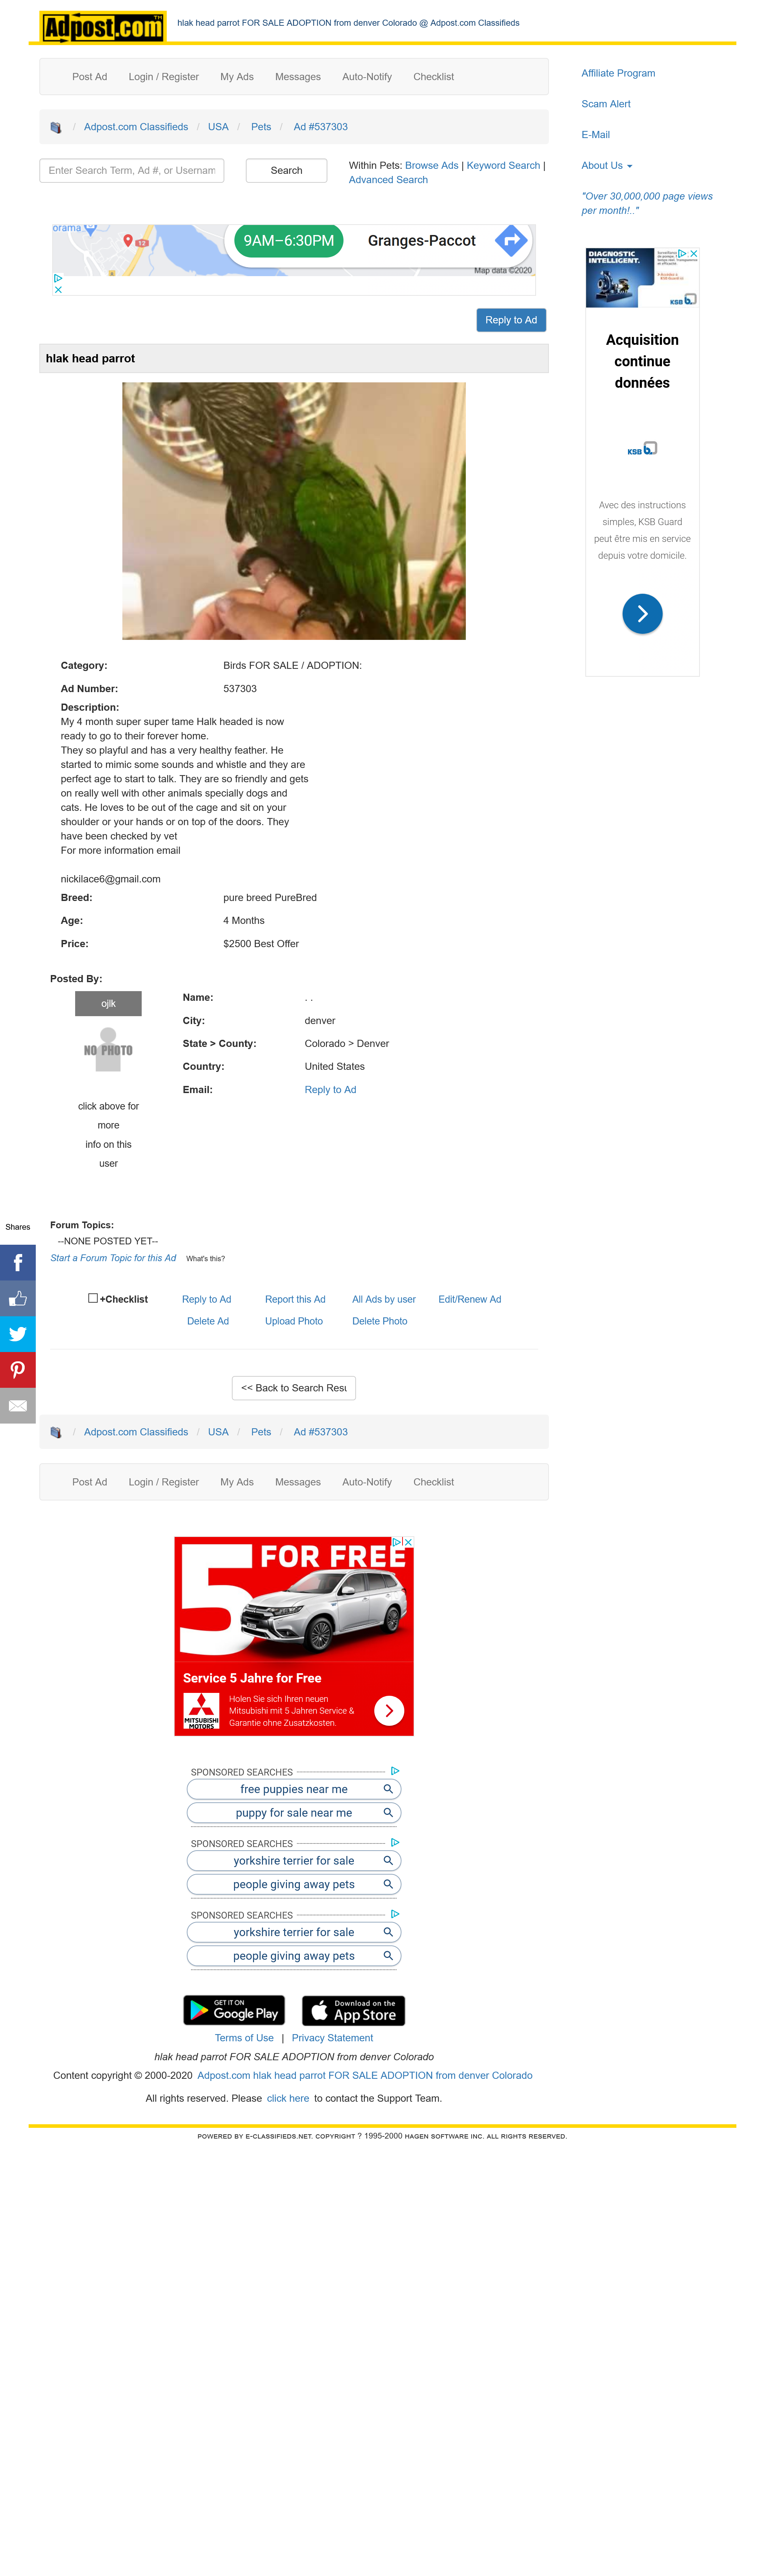 Adpost.com
TM
hlak head parrot FOR SALE ADOPTION from denver Colorado @ Adpost.com Classifieds
Post Ad Login / Register My Ads Messages Auto-Notify Checklist
/ Adpost.com Classifieds / USA / Pets / Ad #537303
Enter Search Term, Ad #, or Usernam
Search
Within Pets: Browse Ads | Keyword Search |
Advanced Search
orama
12
9AM–6:30PM
Granges-Paccot
Map data ©2020
Reply to Ad
hlak head parrot
Category: Birds FOR SALE / ADOPTION:
Ad Number: 537303
Description:
My 4 month super super tame Halk headed is now
ready to go to their forever home.
They so playful and has a very healthy feather. He
started to mimic some sounds and whistle and they are
perfect age to start to talk. They are so friendly and gets
on really well with other animals specially dogs and
cats. He loves to be out of the cage and sit on your
shoulder or your hands or on top of the doors. They
have been checked by vet
For more information email
nickilace6@gmail.com
Breed: pure breed PureBred
Age: 4 Months
Price: $2500 Best Offer
Posted By:
ojlk
NO PHOTO
click above for
more
info on this
user
Name: . .
City: denver
State > County: Colorado > Denver
Country: United States
Email: Reply to Ad
Forum Topics:
--NONE POSTED YET--
Start a Forum Topic for this Ad What's this?
Shares
+Checklist Reply to Ad Report this Ad All Ads by user Edit/Renew Ad
Delete Ad Upload Photo Delete Photo
<< Back to Search Resu
/ Adpost.com Classifieds / USA / Pets / Ad #537303
Post Ad Login / Register My Ads Messages Auto-Notify Checklist
5 FOR FREE
Service 5 Jahre for Free
MITSUBISHI
MOTORS
Holen Sie sich Ihren neuen
Mitsubishi mit 5 Jahren Service &
Garantie ohne Zusatzkosten.
SPONSORED SEARCHES
free puppies near me
puppy for sale near me
SPONSORED SEARCHES
yorkshire terrier for sale
people giving away pets
SPONSORED SEARCHES
yorkshire terrier for sale
people giving away pets
GET IT ON
Google Play
Download on the
App Store
Terms of Use | Privacy Statement
hlak head parrot FOR SALE ADOPTION from denver Colorado
Content copyright © 2000-2020 Adpost.com hlak head parrot FOR SALE ADOPTION from denver Colorado
All rights reserved. Please click here to contact the Support Team.
POWERED BY E-CLASSIFIEDS.NET. COPYRIGHT ? 1995-2000 HAGEN SOFTWARE INC. ALL RIGHTS RESERVED.
Affiliate Program
Scam Alert
E-Mail
About Us
"Over 30,000,000 page views
per month!.."
DIAGNOSTIC
INTELLIGENT.
KSB
Acquisition
continue
données
KSB b.
Avec des instructions
simples, KSB Guard
peut être mis en service
depuis votre domicile.